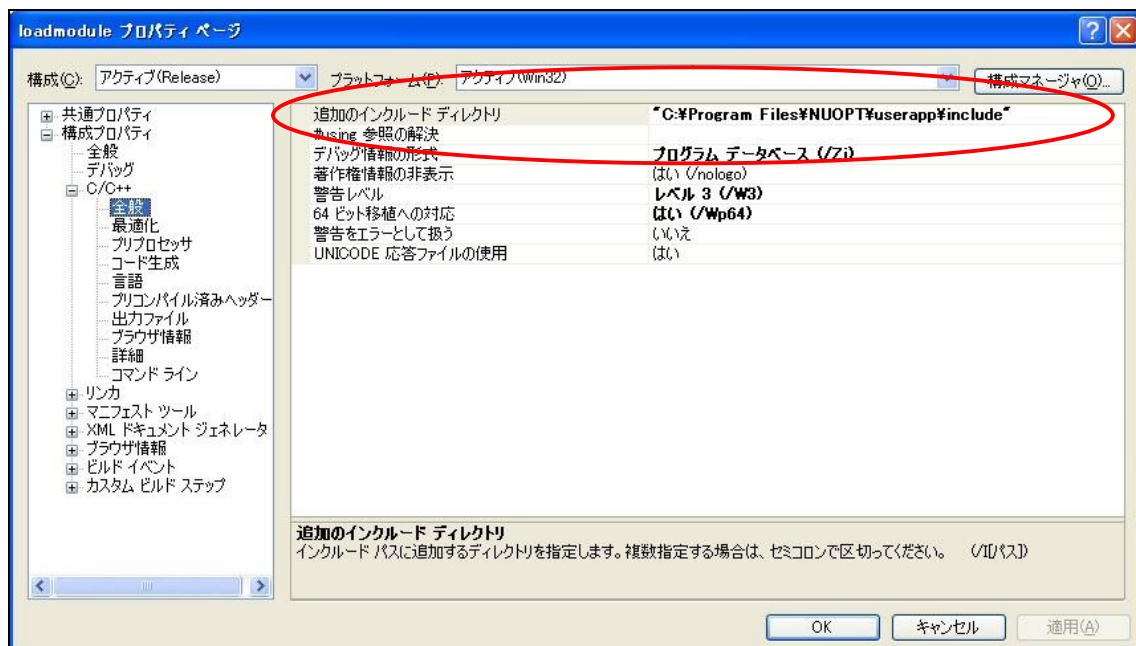 loadmodule プロパティ ページ
構成(C): アクティブ(Release) プラットフォーム(P): アクティブ(Win32) 構成マネージャ(O)...
共通プロパティ
構成プロパティ
全般
デバッグ
C/C++
全般
最適化
プリプロセッサ
コード生成
言語
プリコンパイル済みヘッダー
出力ファイル
ブラウザ情報
詳細
コマンド ライン
リンカ
マニフェスト ツール
XML ドキュメント ジェネレータ
ブラウザ情報
ビルド イベント
カスタム ビルド ステップ
追加のインクルード ディレクトリ "C:¥Program Files¥NUOPT¥userapp¥include"
#using 参照の解決
デバッグ情報の形式 プログラム データベース (/Zi)
著作権情報の非表示 はい (/nologo)
警告レベル レベル 3 (/W3)
64 ビット移植への対応 はい (/Wp64)
警告をエラーとして扱う いいえ
UNICODE 応答ファイルの使用 はい
追加のインクルード ディレクトリ
インクルード パスに追加するディレクトリを指定します。複数指定する場合は、セミコロンで区切ってください。 (/I[パス])
OK キャンセル 適用(A)